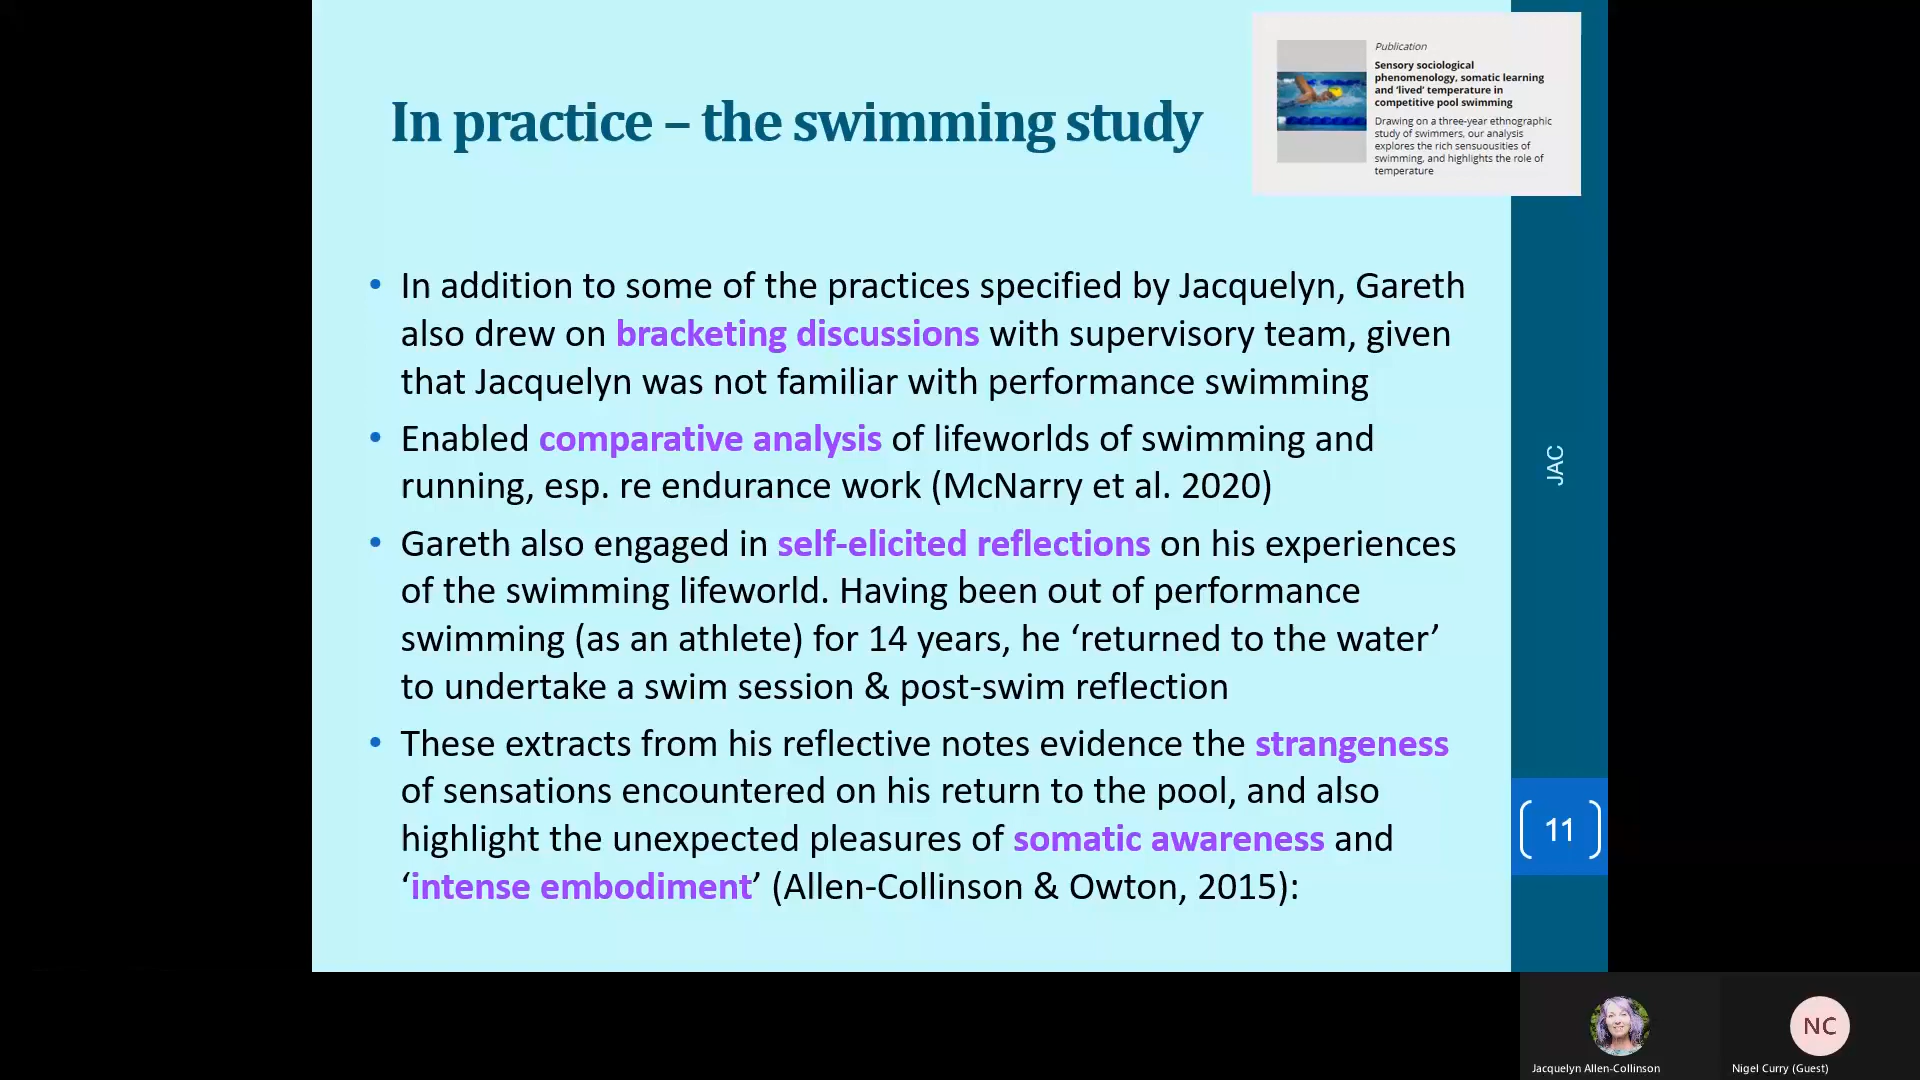 In practice – the swimming study
Publication
Sensory sociological
phenomenology, somatic learning
and ‘lived’ temperature in
competitive pool swimming
Drawing on a three-year ethnographic
study of swimmers, our analysis
explores the rich sensuousities of
swimming, and highlights the role of
temperature
• In addition to some of the practices specified by Jacquelyn, Gareth
also drew on bracketing discussions with supervisory team, given
that Jacquelyn was not familiar with performance swimming
• Enabled comparative analysis of lifeworlds of swimming and
running, esp. re endurance work (McNarry et al. 2020)
• Gareth also engaged in self-elicited reflections on his experiences
of the swimming lifeworld. Having been out of performance
swimming (as an athlete) for 14 years, he ‘returned to the water’
to undertake a swim session & post-swim reflection
• These extracts from his reflective notes evidence the strangeness
of sensations encountered on his return to the pool, and also
highlight the unexpected pleasures of somatic awareness and
‘intense embodiment’ (Allen-Collinson & Owton, 2015):
JAC
11
NC
Jacquelyn Allen-Collinson
Nigel Curry (Guest)